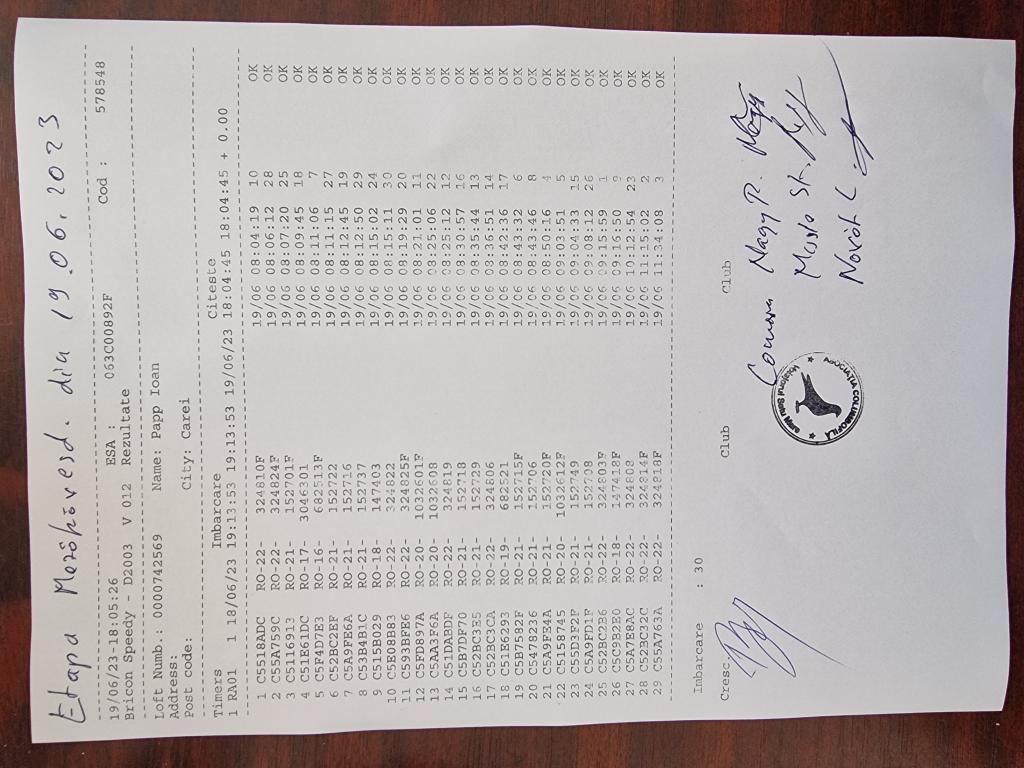 Etapa Mezökövesd. din 19.06.2023
19/06/23-18:05:26 ESA : 063C00892F Cod : 578548
Bricon Speedy - D2003 V 012 Rezultate
Loft Numb.: 0000742569 Name: Papp Ioan
Address:
Post code: City: Carei
Timers Imbarcare Citeste
1 RA01 1 18/06/23 19:13:53 19:13:53 19/06/23 18:04:45 18:04:45 + 0.00
1 C5518ADC RO-22- 324810F 19/06 08:04:19 10 OK
2 C55A759C RO-22- 324824F 19/06 08:06:12 28 OK
3 C5116913 RO-21- 152701F 19/06 08:07:20 25 OK
4 C51E61DC RO-17- 3046301 19/06 08:09:45 18 OK
5 C5F4D7E3 RO-16- 682513F 19/06 08:11:06 7 OK
6 C52BC2EF RO-21- 152722 19/06 08:11:15 27 OK
7 C5A9FE6A RO-21- 152716 19/06 08:12:45 19 OK
8 C53B4B1C RO-21- 152737 19/06 08:12:50 29 OK
9 C515B029 RO-18- 147403 19/06 08:15:02 24 OK
10 C5E0BBB3 RO-22- 324822 19/06 08:15:11 30 OK
11 C593BFE6 RO-22- 324825F 19/06 08:19:29 20 OK
12 C5FDB97A RO-20- 1032601F 19/06 08:21:01 11 OK
13 C5AA3F6A RO-20- 1032608 19/06 08:25:06 22 OK
14 C51DABDF RO-22- 324819 19/06 08:25:12 12 OK
15 C5B7DF70 RO-21- 152718 19/06 08:30:57 16 OK
16 C52BC3E5 RO-21- 152729 19/06 08:35:44 13 OK
17 C52BC3CA RO-22- 324806 19/06 08:36:51 14 OK
18 C51E6293 RO-19- 682521 19/06 08:42:36 17 OK
19 C5B7582F RO-21- 152715F 19/06 08:43:32 6 OK
20 C5478236 RO-21- 152706 19/06 08:43:46 8 OK
21 C5A9F34A RO-21- 152720F 19/06 08:50:16 4 OK
22 C5158745 RO-20- 1032612F 19/06 09:03:51 5 OK
23 C55D3F2F RO-21- 152749 19/06 09:04:33 15 OK
24 C5A9FD1F RO-21- 152738 19/06 09:08:12 26 OK
25 C52BC2B6 RO-22- 324803F 19/06 09:15:59 1 OK
26 C5C9B2E0 RO-18- 147418F 19/06 09:16:50 9 OK
27 C5A7E8AC RO-22- 324808 19/06 10:12:54 23 OK
28 C52BC32C RO-22- 324814F 19/06 11:15:02 2 OK
29 C55A763A RO-22- 324818F 19/06 11:34:08 3 OK
Imbarcare : 30
Cresc. Club Club
Nagy P.
ASOCIATIA COLUMBOFILA